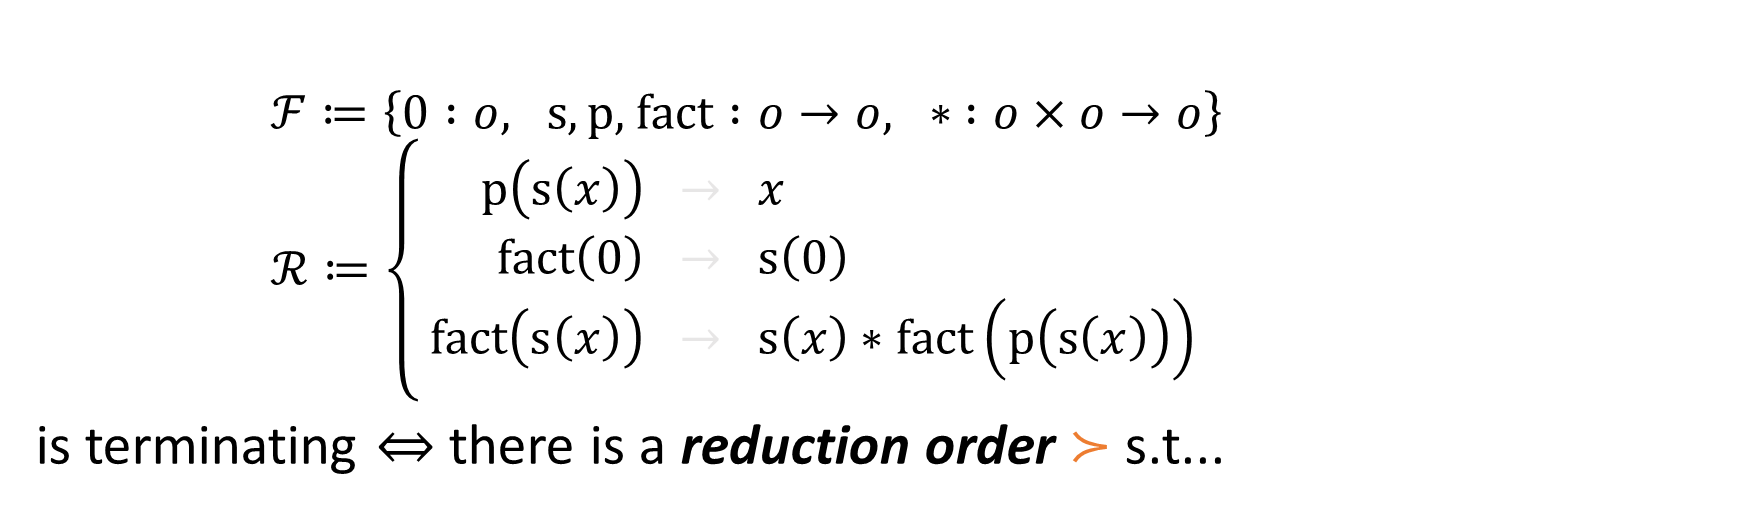 ℱ ≔ {0 : o, s, p, fact : o → o, ∗ : o × o → o}
p(s(x)) → x
fact(0) → s(0)
ℛ ≔ {
fact(s(x)) → s(x) ∗ fact(p(s(x)))
is terminating ⇔ there is a reduction order ≻ s.t...